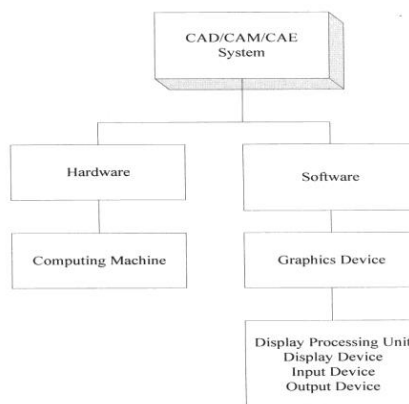 CAD/CAM/CAE
System
Hardware
Software
Computing Machine
Graphics Device
Display Processing Unit
Display Device
Input Device
Output Device